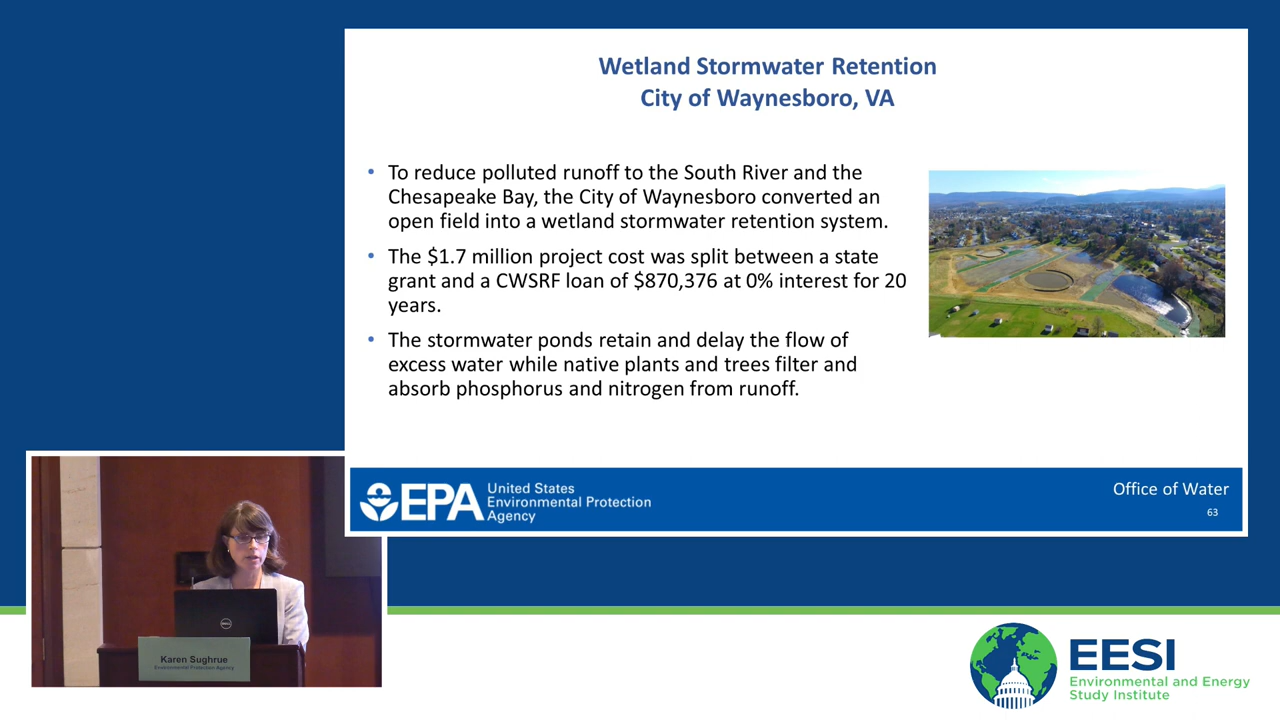 Wetland Stormwater Retention
City of Waynesboro, VA
• To reduce polluted runoff to the South River and the
Chesapeake Bay, the City of Waynesboro converted an
open field into a wetland stormwater retention system.
• The $1.7 million project cost was split between a state
grant and a CWSRF loan of $870,376 at 0% interest for 20
years.
• The stormwater ponds retain and delay the flow of
excess water while native plants and trees filter and
absorb phosphorus and nitrogen from runoff.
EPA
United States
Environmental Protection
Agency
Office of Water
63
DELL
Karen Sughrue
Environmental Protection Agency
EESI
Environmental and Energy
Study Institute